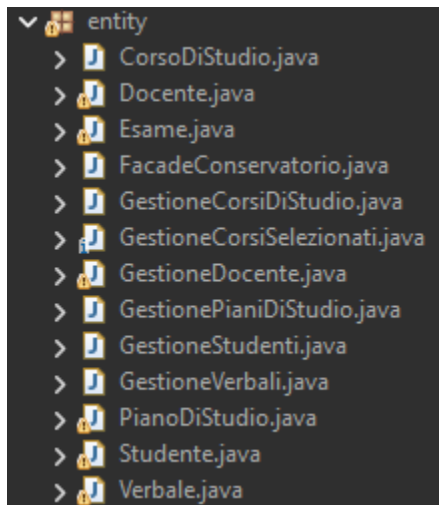 entity
CorsoDiStudio.java
Docente.java
Esame.java
FacadeConservatorio.java
GestioneCorsiDiStudio.java
GestioneCorsiSelezionati.java
GestioneDocente.java
GestionePianiDiStudio.java
GestioneStudenti.java
GestioneVerbali.java
PianoDiStudio.java
Studente.java
Verbale.java